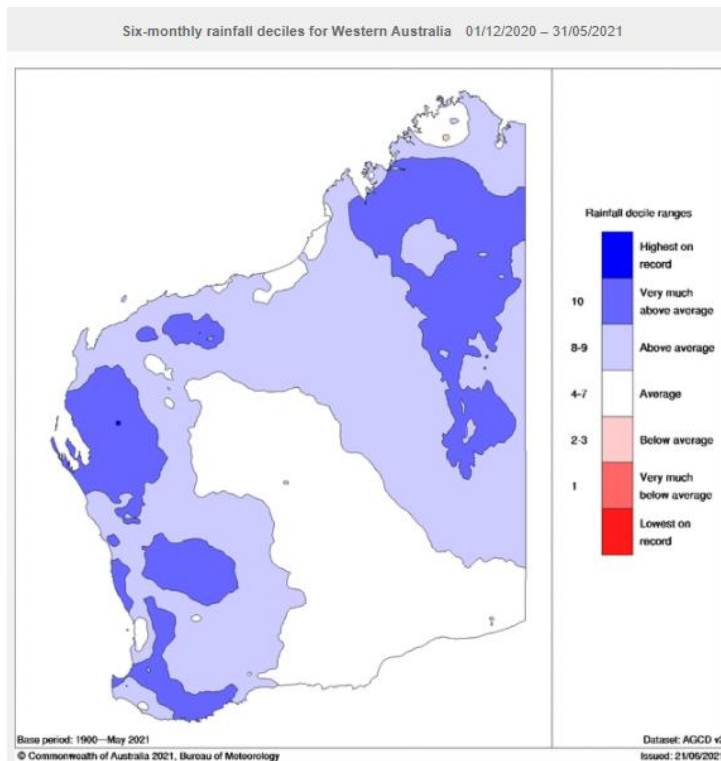 Six-monthly rainfall deciles for Western Australia 01/12/2020 – 31/05/2021
Rainfall decile ranges
Highest on
record
10
Very much
above average
8-9
Above average
4-7
Average
2-3
Below average
1
Very much
below average
Lowest on
record
Base period: 1900—May 2021
Dataset: AGCD v2
© Commonwealth of Australia 2021, Bureau of Meteorology
Issued: 21/06/2021